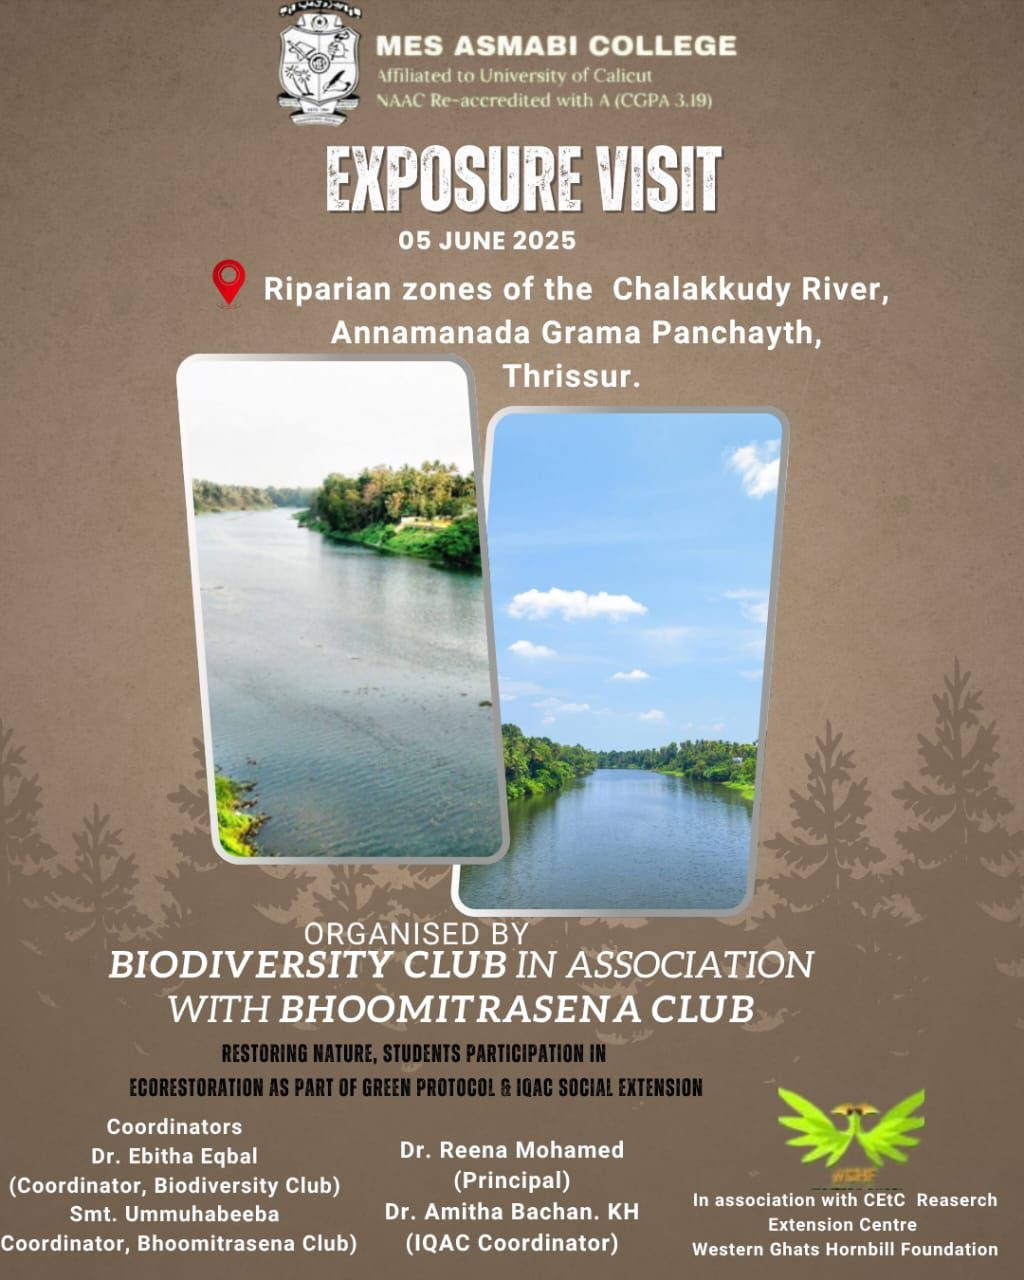 MES ASMABI COLLEGE
Affiliated to University of Calicut
NAAC Re-accredited with A (CGPA 3.19)
EXPOSURE VISIT
05 JUNE 2025
Riparian zones of the Chalakkudy River,
Annamanada Grama Panchayth,
Thrissur.
ORGANISED BY
BIODIVERSITY CLUB IN ASSOCIATION
WITH BHOOMITRASENA CLUB
RESTORING NATURE, STUDENTS PARTICIPATION IN
ECORESTORATION AS PART OF GREEN PROTOCOL & IQAC SOCIAL EXTENSION
Coordinators
Dr. Ebitha Eqbal
(Coordinator, Biodiversity Club)
Smt. Ummuhabeeba
Coordinator, Bhoomitrasena Club)
Dr. Reena Mohamed
(Principal)
Dr. Amitha Bachan. KH
(IQAC Coordinator)
WGHF
In association with CEtC Reaserch
Extension Centre
Western Ghats Hornbill Foundation